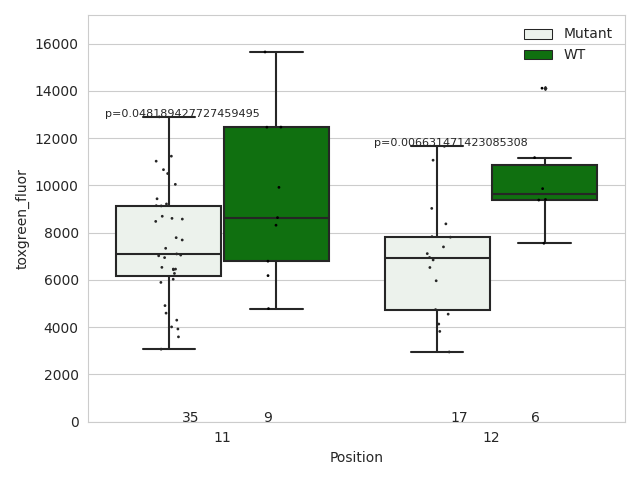 Mutant
WT
16000
14000
12000
10000
8000
6000
4000
2000
0
toxgreen_fluor
p=0.048189427727459495
p=0.006631471423085308
35 9 17 6
11 12
Position